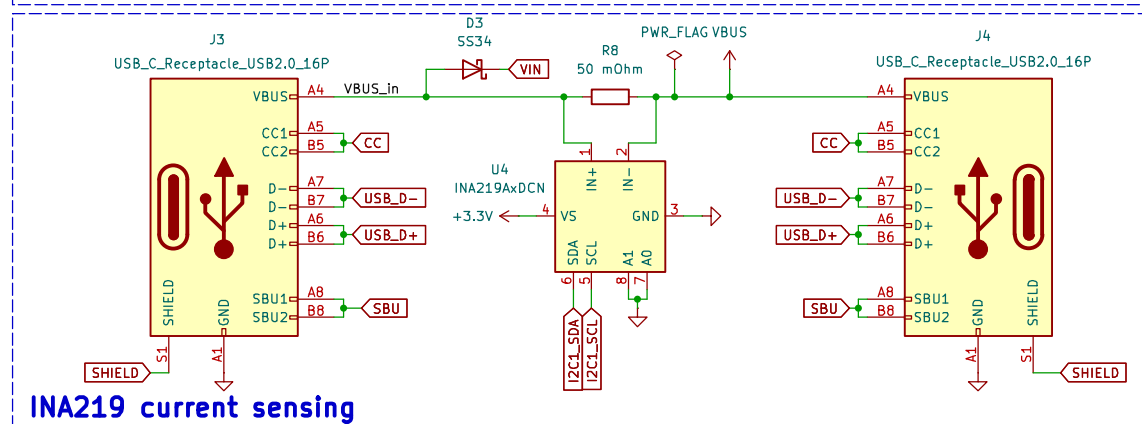 D3
SS34
VIN
J3
USB_C_Receptacle_USB2.0_16P
VBUS
A4
VBUS_in
CC1
A5
CC2
B5
CC
D-
A7
D-
B7
USB_D-
D+
A6
D+
B6
USB_D+
SBU1
A8
SBU2
B8
SBU
SHIELD
GND
S1
A1
SHIELD
R8
50 mOhm
PWR_FLAG
VBUS
U4
INA219AxDCN
1
2
IN+
IN-
+3.3V
4
VS
GND
3
SDA
SCL
A1
A0
6
5
8
7
I2C1_SDA
I2C1_SCL
J4
USB_C_Receptacle_USB2.0_16P
A4
VBUS
CC
A5
CC1
B5
CC2
USB_D-
A7
D-
B7
D-
USB_D+
A6
D+
B6
D+
SBU
A8
SBU1
B8
SBU2
GND
SHIELD
A1
S1
SHIELD
INA219 current sensing